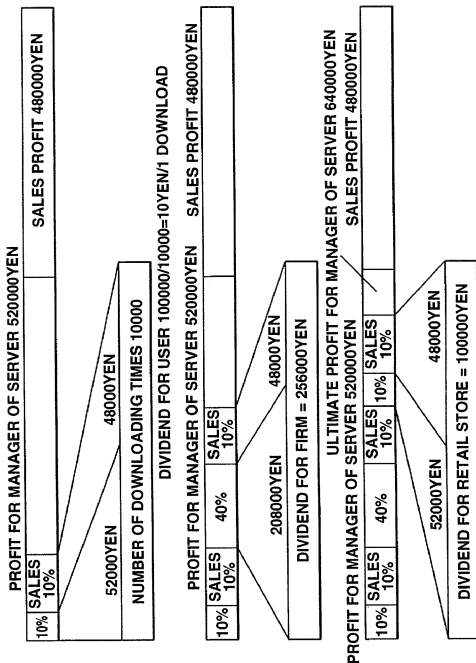 PROFIT FOR MANAGER OF SERVER 520000YEN
10% SALES 10% SALES PROFIT 480000YEN
52000YEN 48000YEN
NUMBER OF DOWNLOADING TIMES 10000
DIVIDEND FOR USER 100000/10000=10YEN/1 DOWNLOAD
PROFIT FOR MANAGER OF SERVER 520000YEN SALES PROFIT 480000YEN
10% SALES 10% 40% SALES 10%
208000YEN 48000YEN
DIVIDEND FOR FIRM = 256000YEN
ULTIMATE PROFIT FOR MANAGER OF SERVER 640000YEN
PROFIT FOR MANAGER OF SERVER 520000YEN
10% SALES 10% 40% SALES 10% 10% SALES 10% SALES PROFIT 480000YEN
52000YEN 48000YEN
DIVIDEND FOR RETAIL STORE = 100000YEN